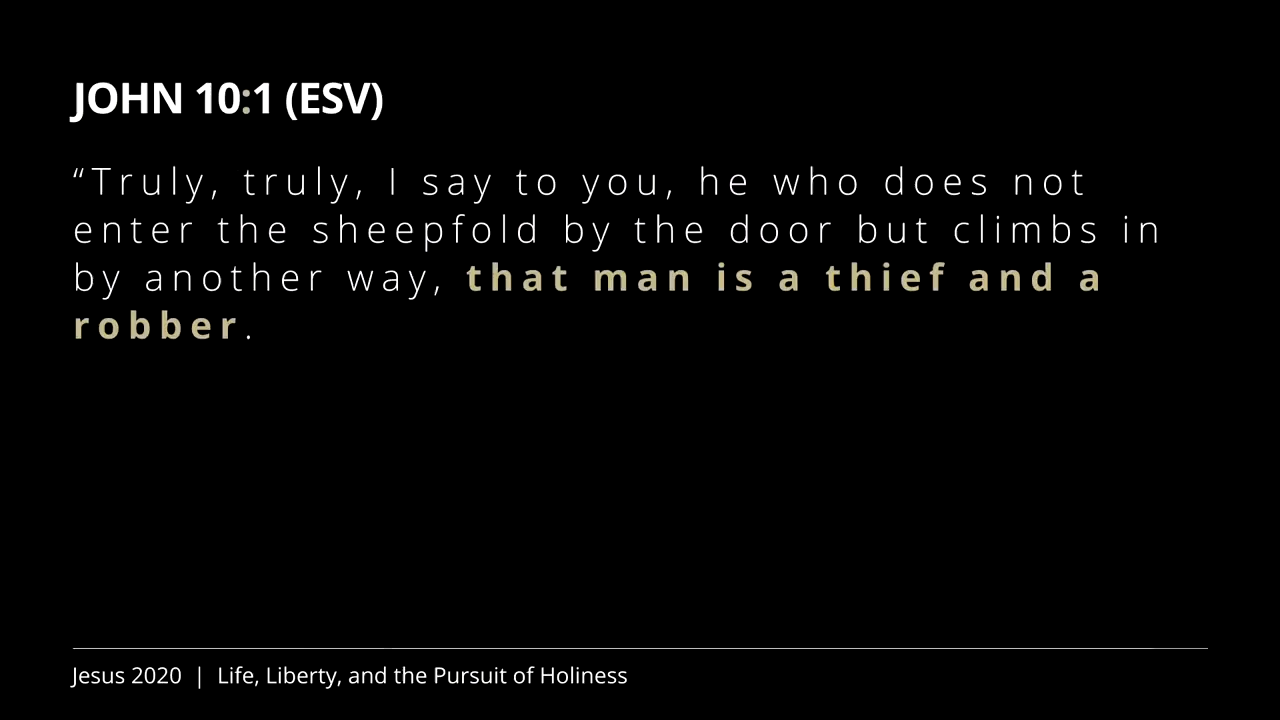 JOHN 10:1 (ESV)
“Truly, truly, I say to you, he who does not
enter the sheepfold by the door but climbs in
by another way, that man is a thief and a
robber.
Jesus 2020 | Life, Liberty, and the Pursuit of Holiness